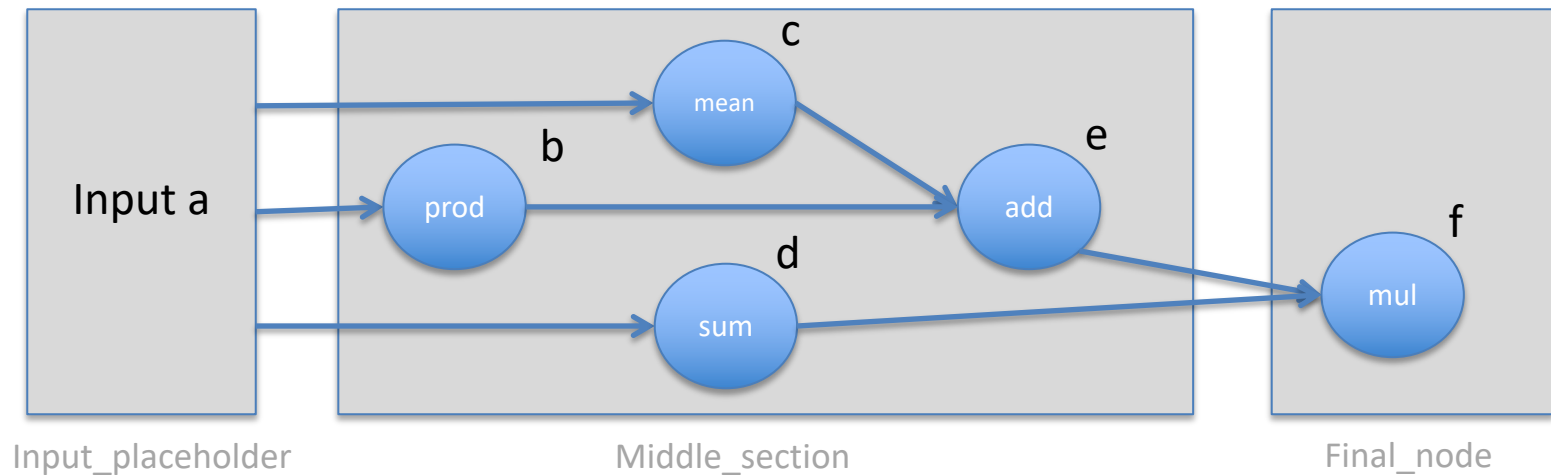 Input a
c
mean
b
prod
e
add
d
sum
f
mul
Input_placeholder
Middle_section
Final_node